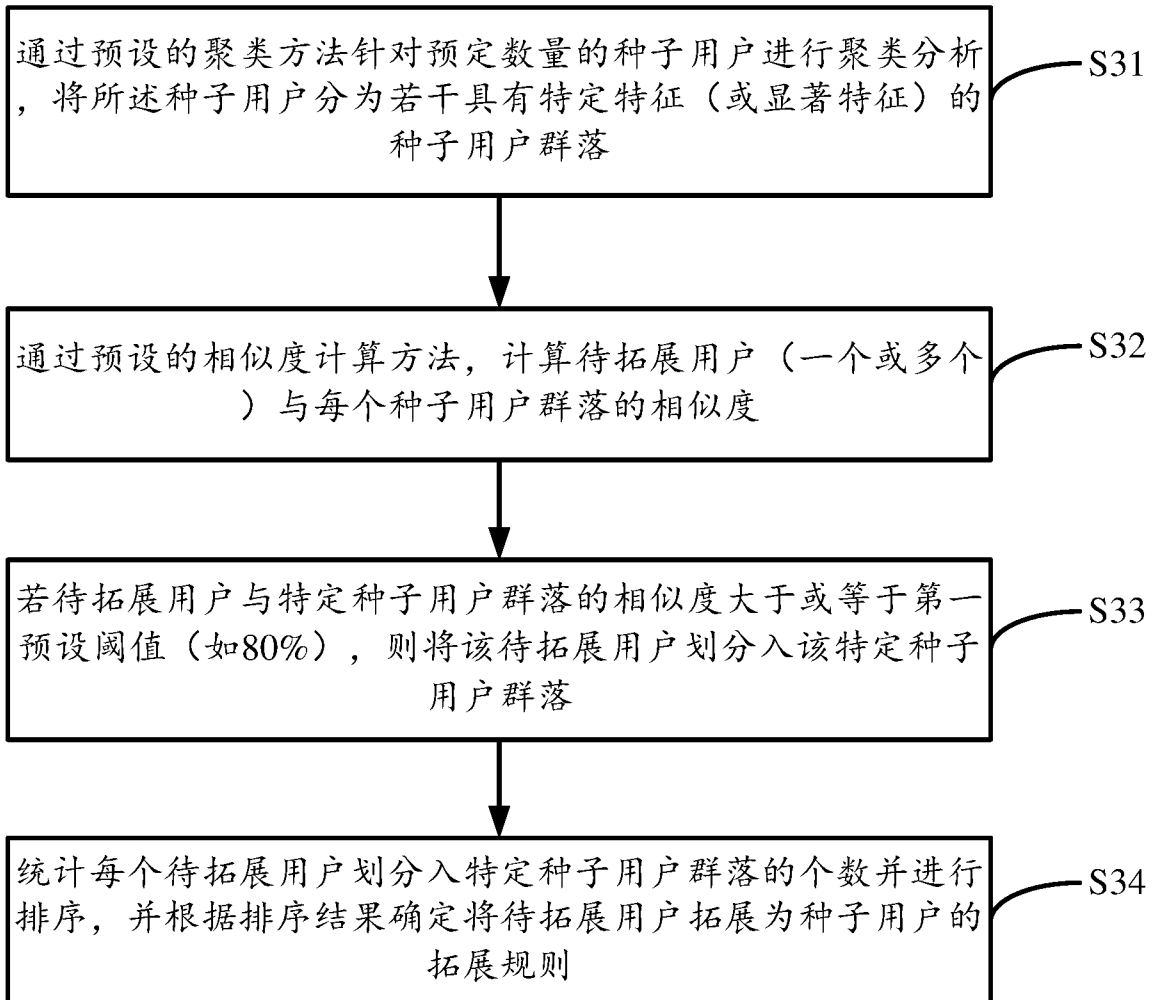 通过预设的聚类方法针对预定数量的种子用户进行聚类分析
，将所述种子用户分为若干具有特定特征（或显著特征）的
种子用户群落
S31
通过预设的相似度计算方法，计算待拓展用户（一个或多个
）与每个种子用户群落的相似度
S32
若待拓展用户与特定种子用户群落的相似度大于或等于第一
预设阈值（如80%），则将该待拓展用户划分入该特定种子
用户群落
S33
统计每个待拓展用户划分入特定种子用户群落的个数并进行
排序，并根据排序结果确定将待拓展用户拓展为种子用户的
拓展规则
S34